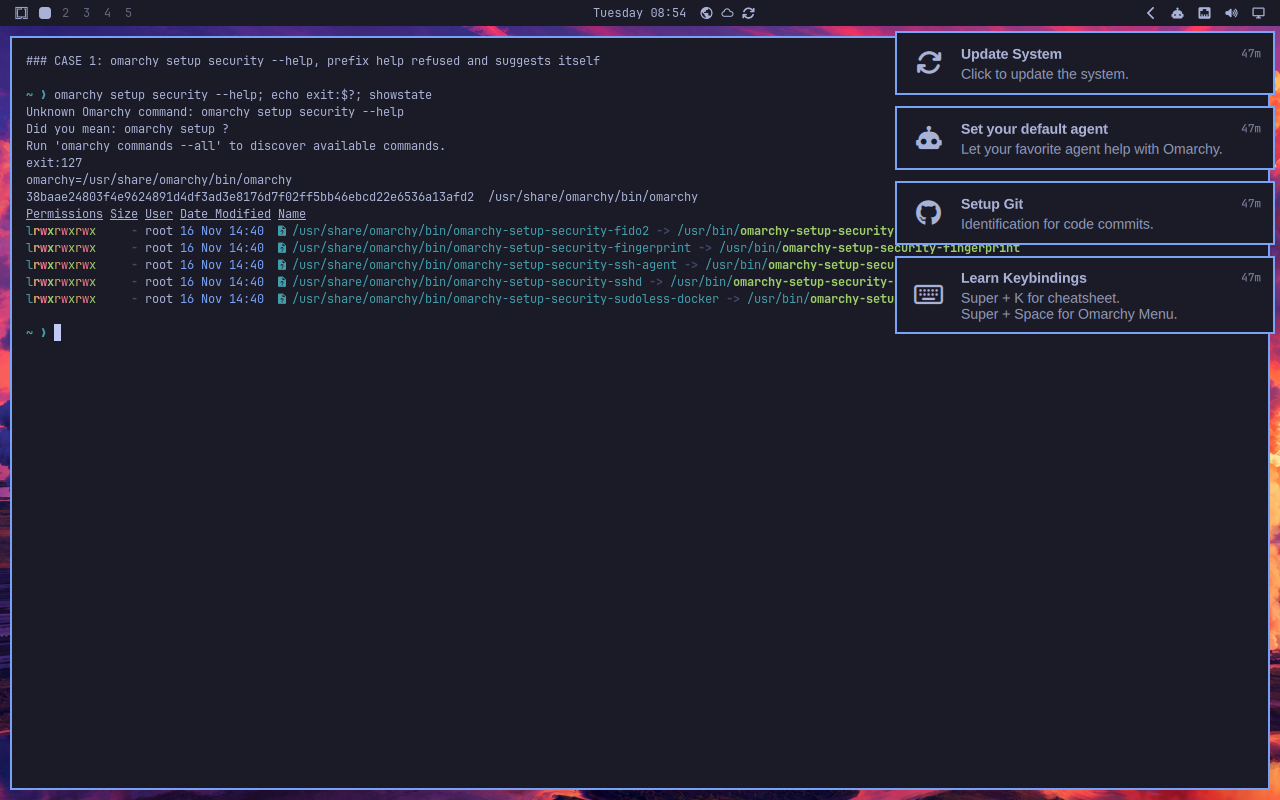 2 3 4 5
Tuesday 08:54
### CASE 1: omarchy setup security --help, prefix help refused and suggests itself
~ ❯ omarchy setup security --help; echo exit:$?; showstate
Unknown Omarchy command: omarchy setup security --help
Did you mean: omarchy setup ?
Run 'omarchy commands --all' to discover available commands.
exit:127
omarchy=/usr/share/omarchy/bin/omarchy
38baae24803f4e9624891d4df3ad3e8176d7f02ff5bb46ebcd22e6536a13afd2  /usr/share/omarchy/bin/omarchy
Permissions Size User Date Modified Name
lrwxrwxrwx - root 16 Nov 14:40 /usr/share/omarchy/bin/omarchy-setup-security-fido2 -> /usr/bin/omarchy-setup-security
lrwxrwxrwx - root 16 Nov 14:40 /usr/share/omarchy/bin/omarchy-setup-security-fingerprint -> /usr/bin/omarchy-setup-security-fingerprint
lrwxrwxrwx - root 16 Nov 14:40 /usr/share/omarchy/bin/omarchy-setup-security-ssh-agent -> /usr/bin/omarchy-setup-secu
lrwxrwxrwx - root 16 Nov 14:40 /usr/share/omarchy/bin/omarchy-setup-security-sshd -> /usr/bin/omarchy-setup-security-
lrwxrwxrwx - root 16 Nov 14:40 /usr/share/omarchy/bin/omarchy-setup-security-sudoless-docker -> /usr/bin/omarchy-setu
~ ❯
Update System 47m
Click to update the system.
Set your default agent 47m
Let your favorite agent help with Omarchy.
Setup Git 47m
Identification for code commits.
Learn Keybindings 47m
Super + K for cheatsheet.
Super + Space for Omarchy Menu.